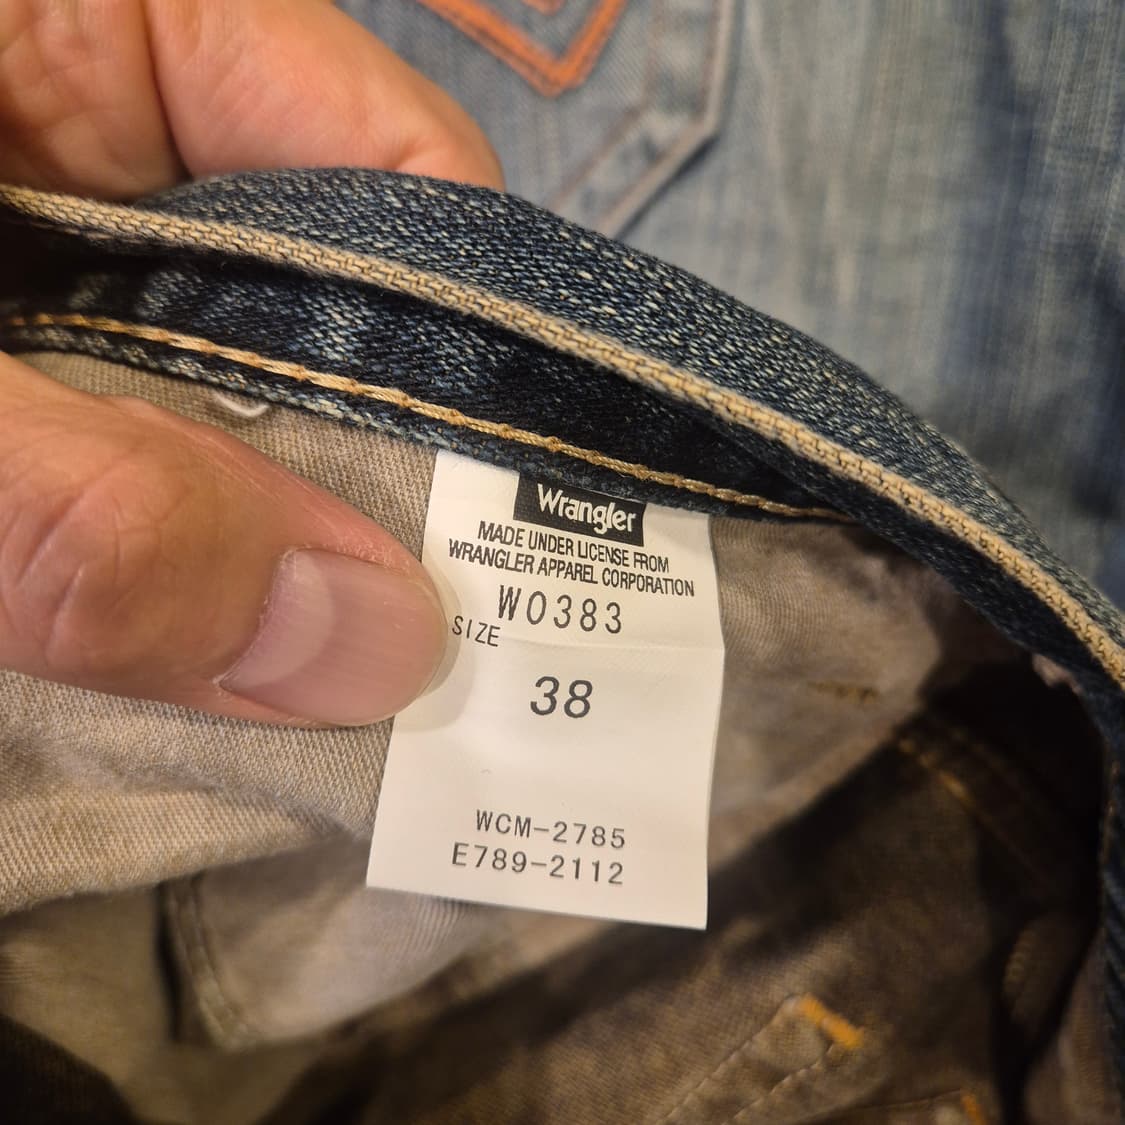 Wrangler
MADE UNDER LICENSE FROM
WRANGLER APPAREL CORPORATION
W0383
SIZE
38
WCM-2785
E789-2112